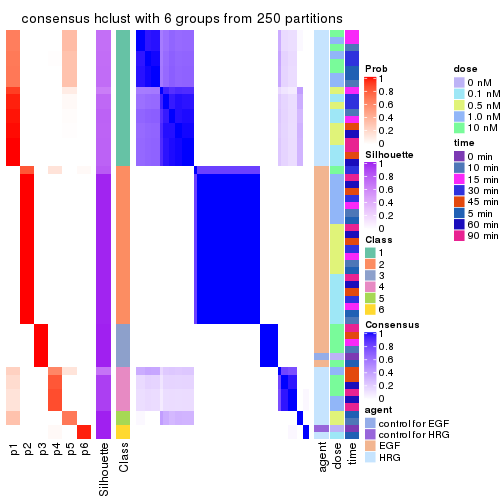 consensus hclust with 6 groups from 250 partitions
Prob
1
0.8
0.6
0.4
0.2
0
Silhouette
1
0.8
0.6
0.4
0.2
0
Class
1
2
3
4
5
6
Consensus
1
0.8
0.6
0.4
0.2
0
agent
control for EGF
control for HRG
EGF
HRG
dose
0 nM
0.1 nM
0.5 nM
1.0 nM
10 nM
time
0 min
10 min
15 min
30 min
45 min
5 min
60 min
90 min
p1
p2
p3
p4
p5
p6
Silhouette
Class
agent
dose
time